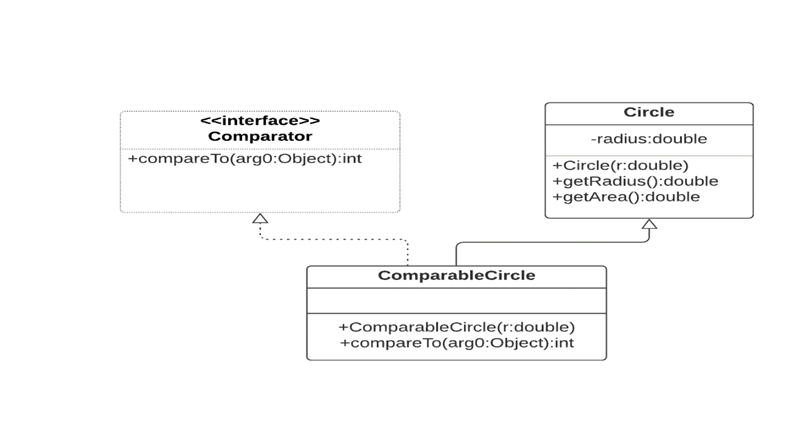 <<interface>>
Comparator
+compareTo(arg0:Object):int
Circle
-radius:double
+Circle(r:double)
+getRadius():double
+getArea():double
ComparableCircle
+ComparableCircle(r:double)
+compareTo(arg0:Object):int